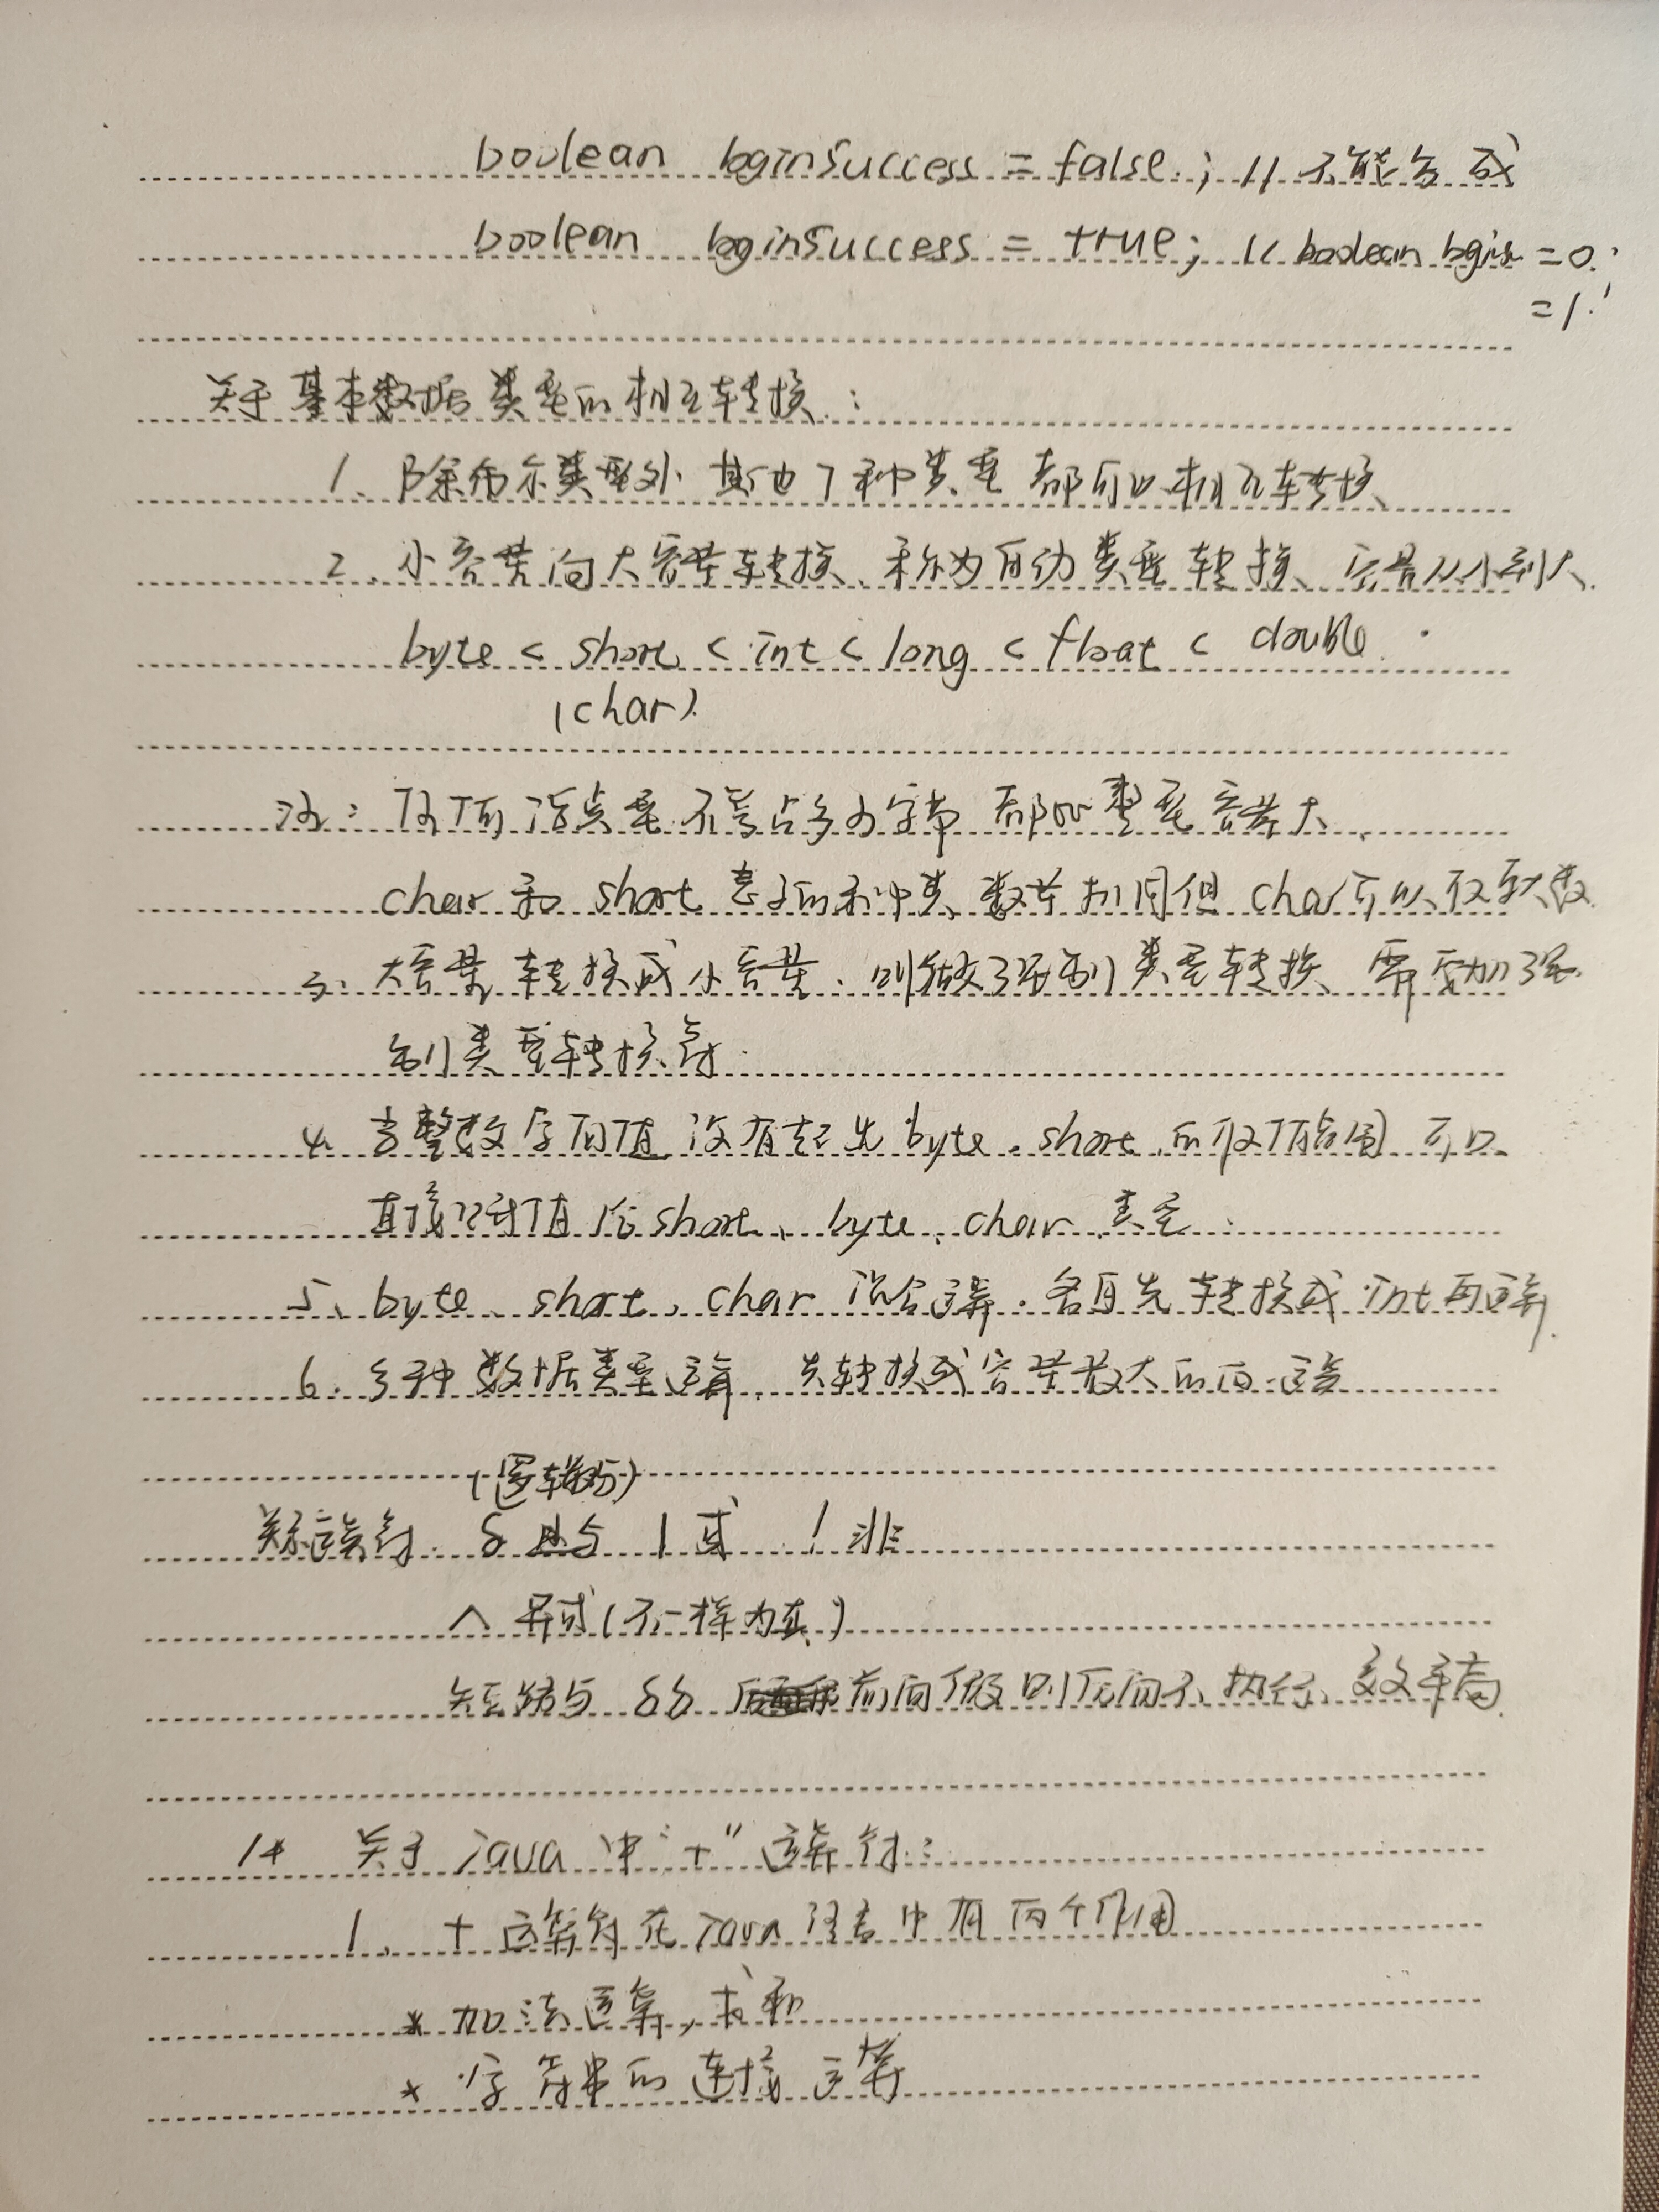 boolean loginSuccess = false; // 不能写成
boolean loginSuccess = true; // boolean login = 0;
= 1;
关于基本数据类型的相互转换:
1、除布尔类型外 其他7种类型都可以相互转换
2、小容量向大容量转换、称为自动类型转换、容量从小到大
byte < short < int < long < float < double
(char)
注: 任何浮点型不管占多少字节 都比整型容量大
char 和 short 表示的种类数量相同但 char可以取较大数
3. 大容量转换成小容量、叫做强制类型转换、需要加强
制类型转换符
4. 当整数字面值没有超出 byte、short 的取值范围 可以
直接赋值给 short、byte、char 类型
5、byte、short、char 混合运算、各自先转换成 int 再运算
6、多种数据类型运算、先转换成容量最大的再运算
(逻辑的)
关系运算符 & 与 | 或 ! 非
^ 异或(不一样为真)
短路与 && 前面假则后面不执行、效率高
1* 关于 java 中 "+" 运算符:
1、+ 运算符在 java 语言中有两个作用
* 加法运算, 求和
* 字符串的连接运算